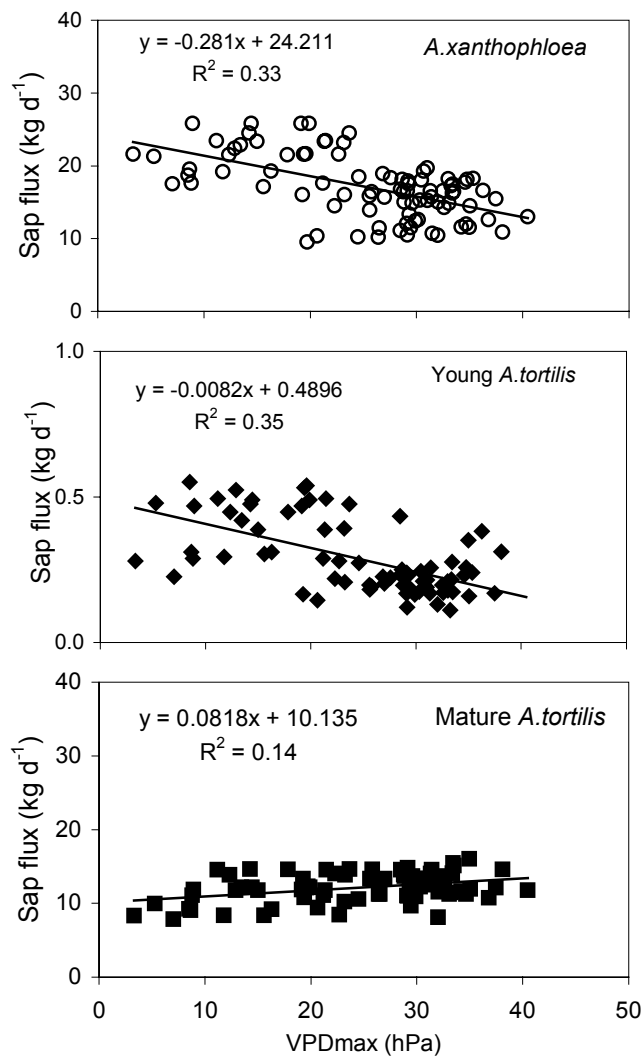 40
y = -0.281x + 24.211
R² = 0.33
A.xanthophloea
30
20
10
0
Sap flux (kg d⁻¹)
1.0
y = -0.0082x + 0.4896
R² = 0.35
Young A.tortilis
0.5
0.0
Sap flux (kg d⁻¹)
40
y = 0.0818x + 10.135
R² = 0.14
Mature A.tortilis
30
20
10
0
Sap flux (kg d⁻¹)
0 10 20 30 40 50
VPDmax (hPa)